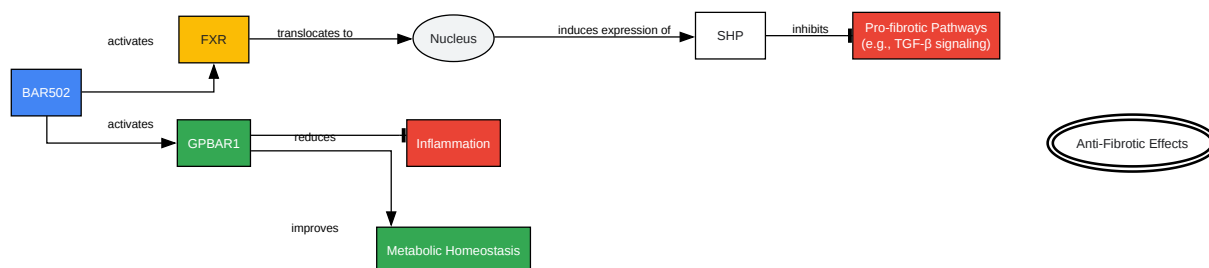 activates
FXR
translocates to
Nucleus
induces expression of
SHP
inhibits
Pro-fibrotic Pathways
(e.g., TGF-β signaling)
BAR502
activates
GPBAR1
reduces
Inflammation
Anti-Fibrotic Effects
improves
Metabolic Homeostasis